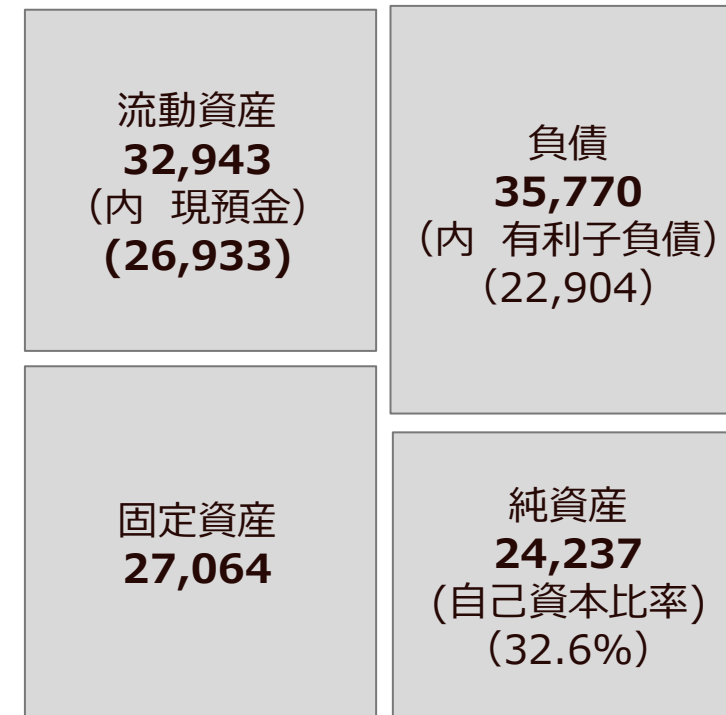 流動資産
32,943
（内 現預金）
(26,933)
負債
35,770
（内 有利子負債）
（22,904）
固定資産
27,064
純資産
24,237
(自己資本比率)
（32.6%）